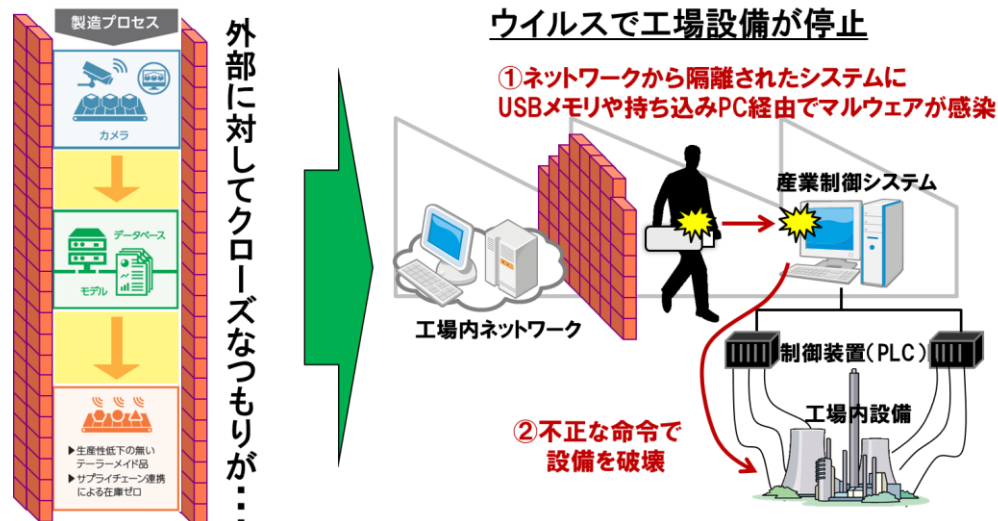 製造プロセス
カメラ
データベース
モデル
▶生産性低下の無い
テーラーメイド品
▶サプライチェーン連携
による在庫ゼロ
外部に対してクローズなつもりが・・・
ウイルスで工場設備が停止
①ネットワークから隔離されたシステムに
USBメモリや持ち込みPC経由でマルウェアが感染
産業制御システム
工場内ネットワーク
制御装置(PLC)
工場内設備
②不正な命令で
設備を破壊